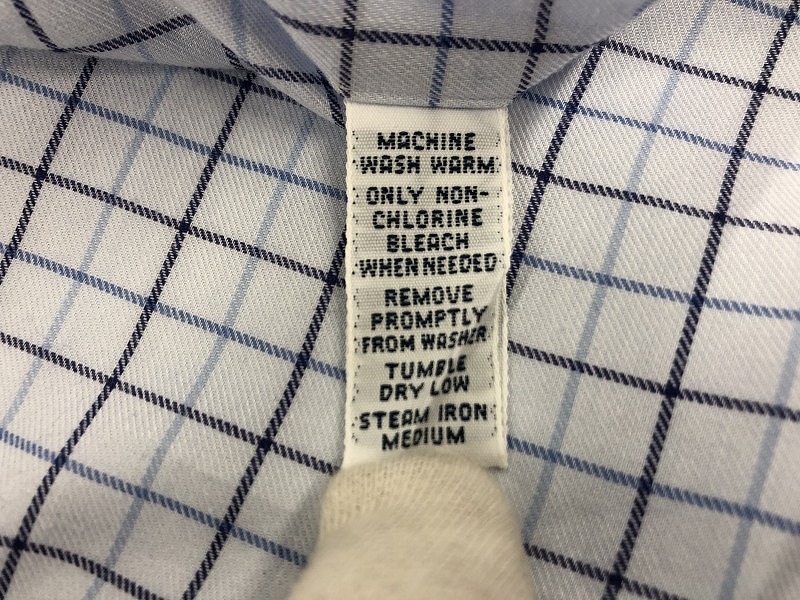 MACHINE
WASH WARM
ONLY NON-
CHLORINE
BLEACH
WHEN NEEDED
REMOVE
PROMPTLY
FROM WASHER
TUMBLE
DRY LOW
STEAM IRON
MEDIUM